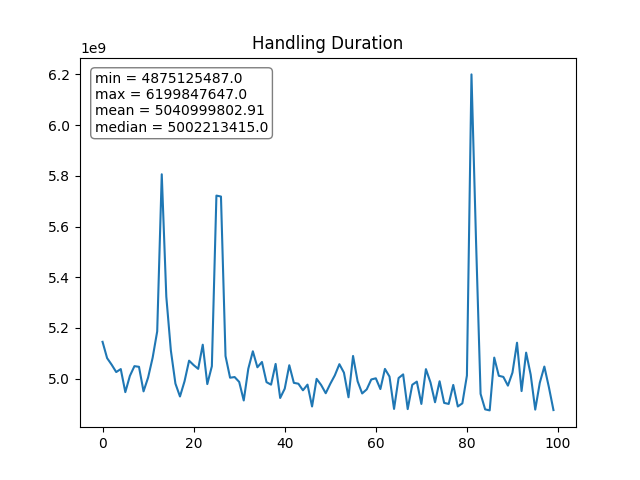 Handling Duration
1e9
min = 4875125487.0
max = 6199847647.0
mean = 5040999802.91
median = 5002213415.0
6.2
6.0
5.8
5.6
5.4
5.2
5.0
0 20 40 60 80 100